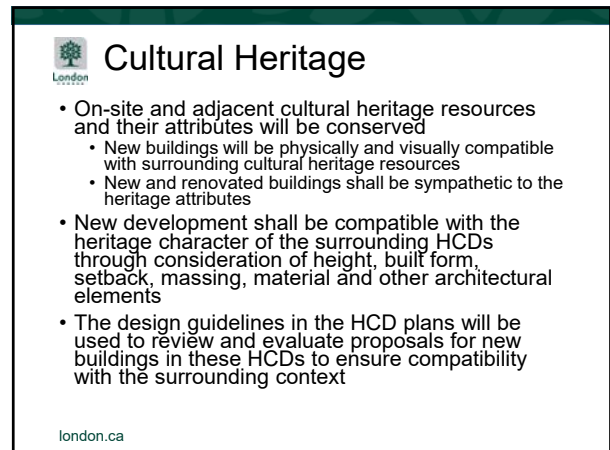 London
CANADA
Cultural Heritage
• On-site and adjacent cultural heritage resources
and their attributes will be conserved
• New buildings will be physically and visually compatible
with surrounding cultural heritage resources
• New and renovated buildings shall be sympathetic to the
heritage attributes
• New development shall be compatible with the
heritage character of the surrounding HCDs
through consideration of height, built form,
setback, massing, material and other architectural
elements
• The design guidelines in the HCD plans will be
used to review and evaluate proposals for new
buildings in these HCDs to ensure compatibility
with the surrounding context
london.ca